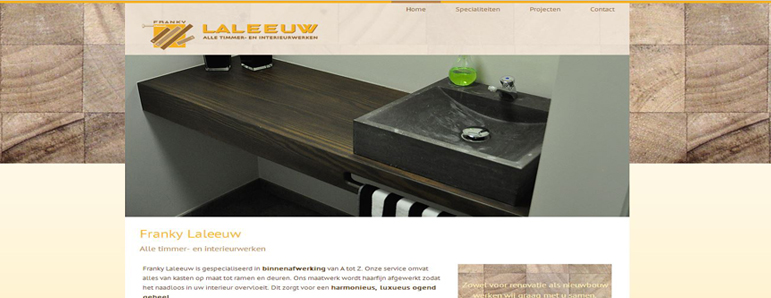 Home Specialiteiten Projecten Contact
FRANKY
LALEEUW
ALLE TIMMER- EN INTERIEURWERKEN
Franky Laleeuw
Alle timmer- en interieurwerken
Franky Laleeuw is gespecialiseerd in binnenafwerking van A tot Z. Onze service omvat
alles van kasten op maat tot ramen en deuren. Ons maatwerk wordt haarfijn afgewerkt zodat
het naadloos in uw interieur overvloeit. Dit zorgt voor een harmonieus, luxueus ogend
geheel
Zowel voor renovatie als nieuwbouw
werken wij graag met u samen